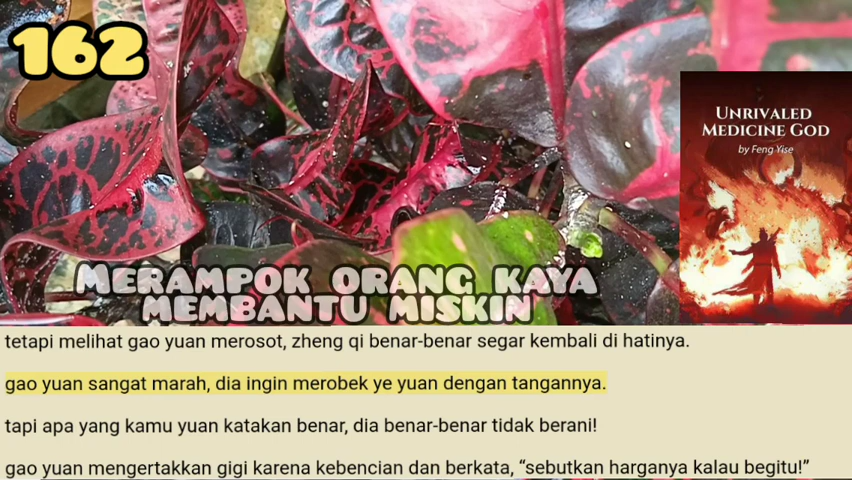 162
UNRIVALED
MEDICINE GOD
by Feng Yise
MERAMPOK ORANG KAYA
MEMBANTU MISKIN
tetapi melihat gao yuan merosot, zheng qi benar-benar segar kembali di hatinya.
gao yuan sangat marah, dia ingin merobek ye yuan dengan tangannya.
tapi apa yang kamu yuan katakan benar, dia benar-benar tidak berani!
gao yuan mengertakkan gigi karena kebencian dan berkata, “sebutkan harganya kalau begitu!”